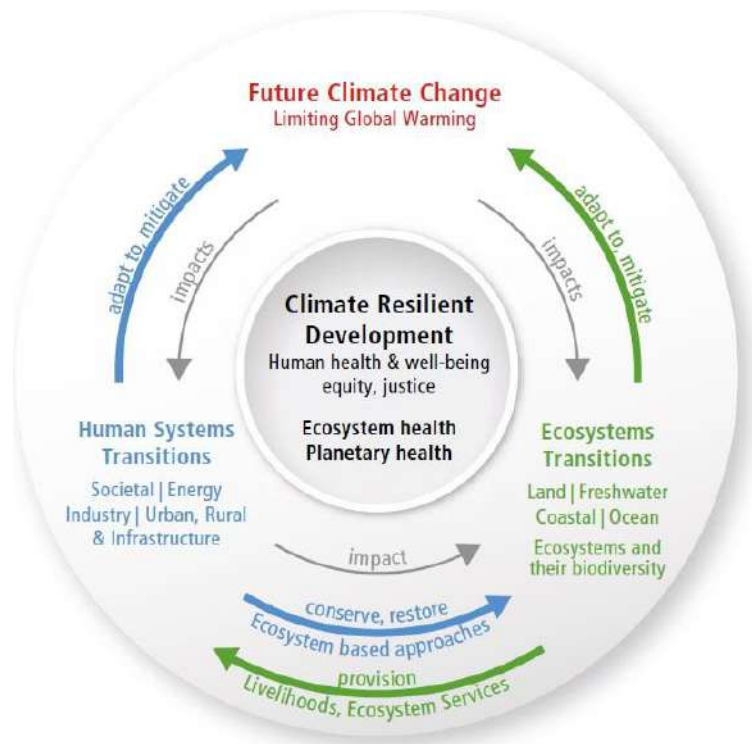 Future Climate Change
Limiting Global Warming
adapt to, mitigate
impacts
impacts
adapt to, mitigate
Climate Resilient
Development
Human health & well-being
equity, justice
Ecosystem health
Planetary health
Human Systems
Transitions
Societal | Energy
Industry | Urban, Rural
& Infrastructure
Ecosystems
Transitions
Land | Freshwater
Coastal | Ocean
Ecosystems and
their biodiversity
impact
conserve, restore
Ecosystem based approaches
provision
Livelihoods, Ecosystem Services